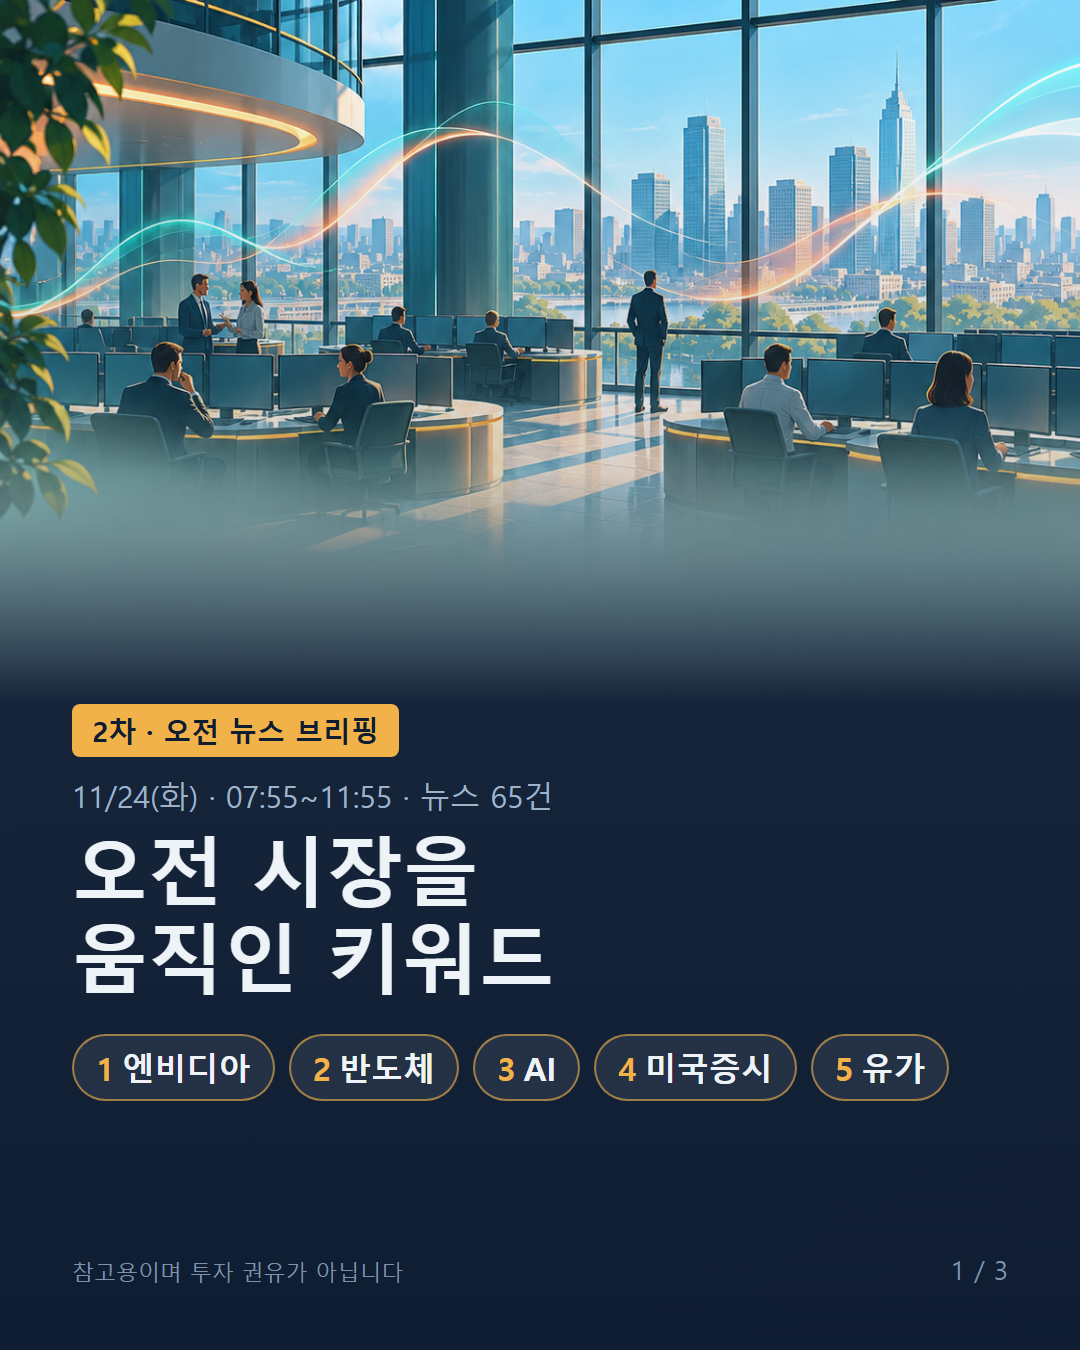 2차 · 오전 뉴스 브리핑
11/24(화) · 07:55~11:55 · 뉴스 65건
오전 시장을
움직인 키워드
1 엔비디아 2 반도체 3 AI 4 미국증시 5 유가
참고용이며 투자 권유가 아닙니다 1 / 3